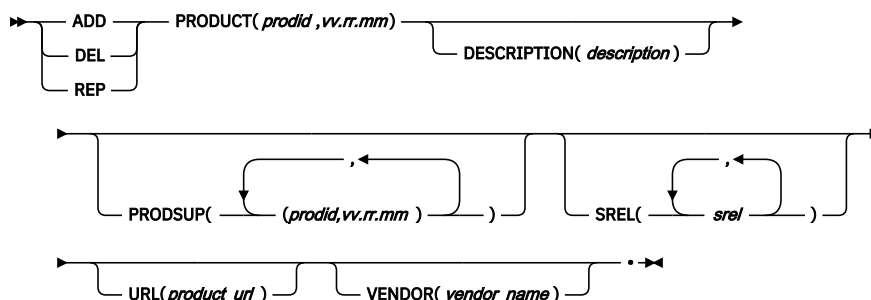 ADD PRODUCT( prodid ,vv.rr.mm)
DEL DESCRIPTION( description )
REP
,
,
PRODSUP( (prodid,vv.rr.mm ) ) SREL( srel )
URL(product_url ) VENDOR( vendor_name ) .